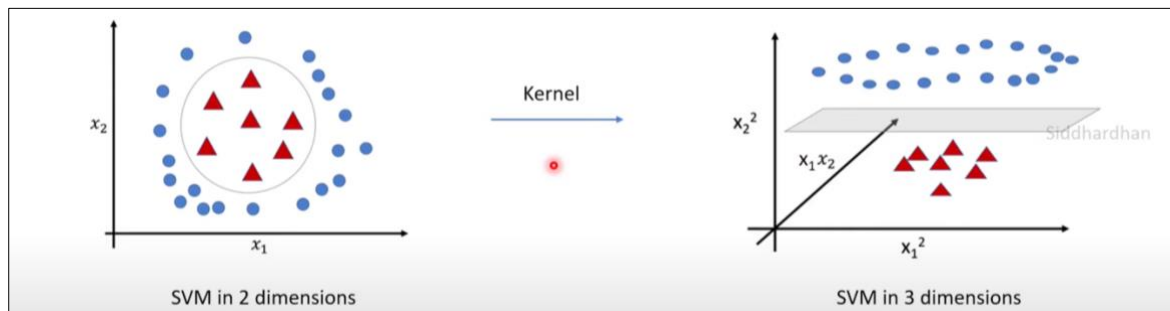 x₂
x₁
SVM in 2 dimensions
Kernel
x₂²
x₁x₂
x₁²
Siddhardhan
SVM in 3 dimensions